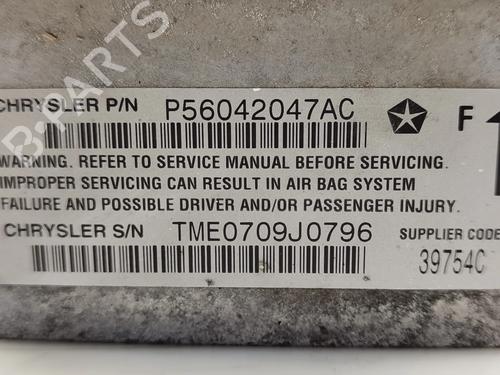 B-PARTS
CHRYSLER P/N P56042047AC F
WARNING. REFER TO SERVICE MANUAL BEFORE SERVICING.
IMPROPER SERVICING CAN RESULT IN AIR BAG SYSTEM
FAILURE AND POSSIBLE DRIVER AND/OR PASSENGER INJURY.
CHRYSLER S/N TME0709J0796 SUPPLIER CODE
39754C